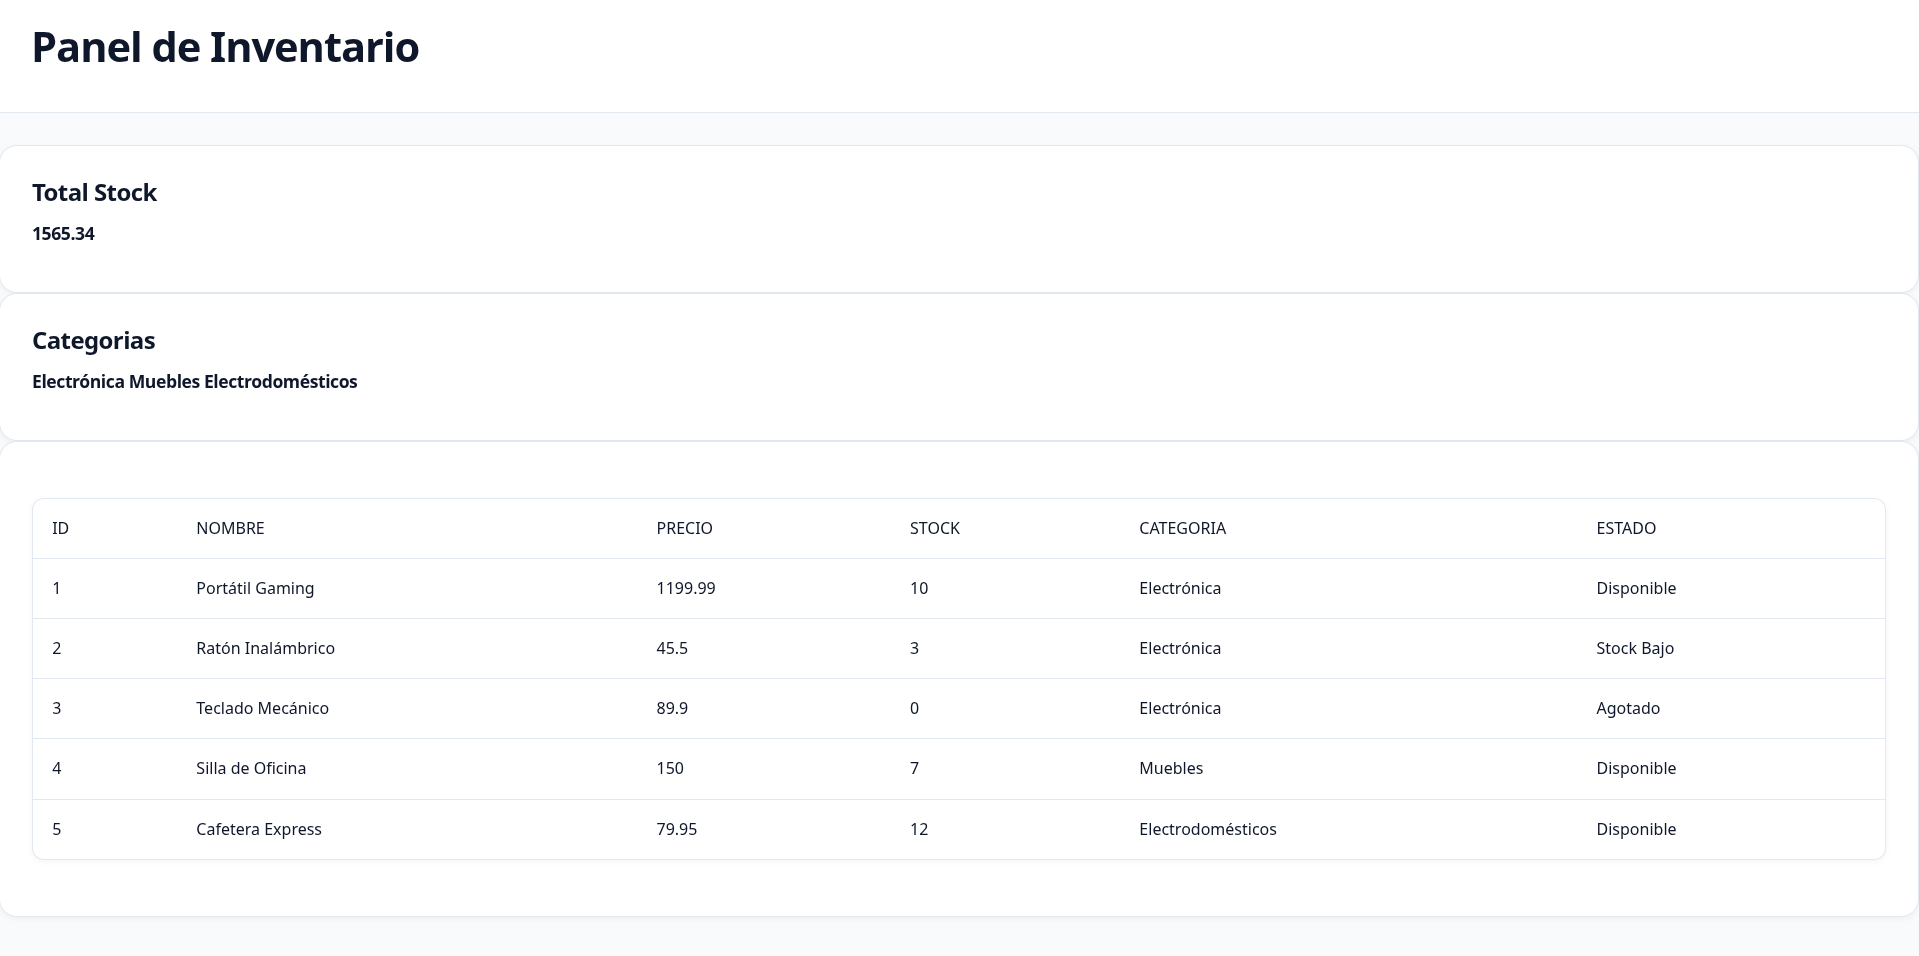 Panel de Inventario
Total Stock
1565.34
Categorias
Electrónica Muebles Electrodomésticos
ID NOMBRE PRECIO STOCK CATEGORIA ESTADO
1 Portátil Gaming 1199.99 10 Electrónica Disponible
2 Ratón Inalámbrico 45.5 3 Electrónica Stock Bajo
3 Teclado Mecánico 89.9 0 Electrónica Agotado
4 Silla de Oficina 150 7 Muebles Disponible
5 Cafetera Express 79.95 12 Electrodomésticos Disponible